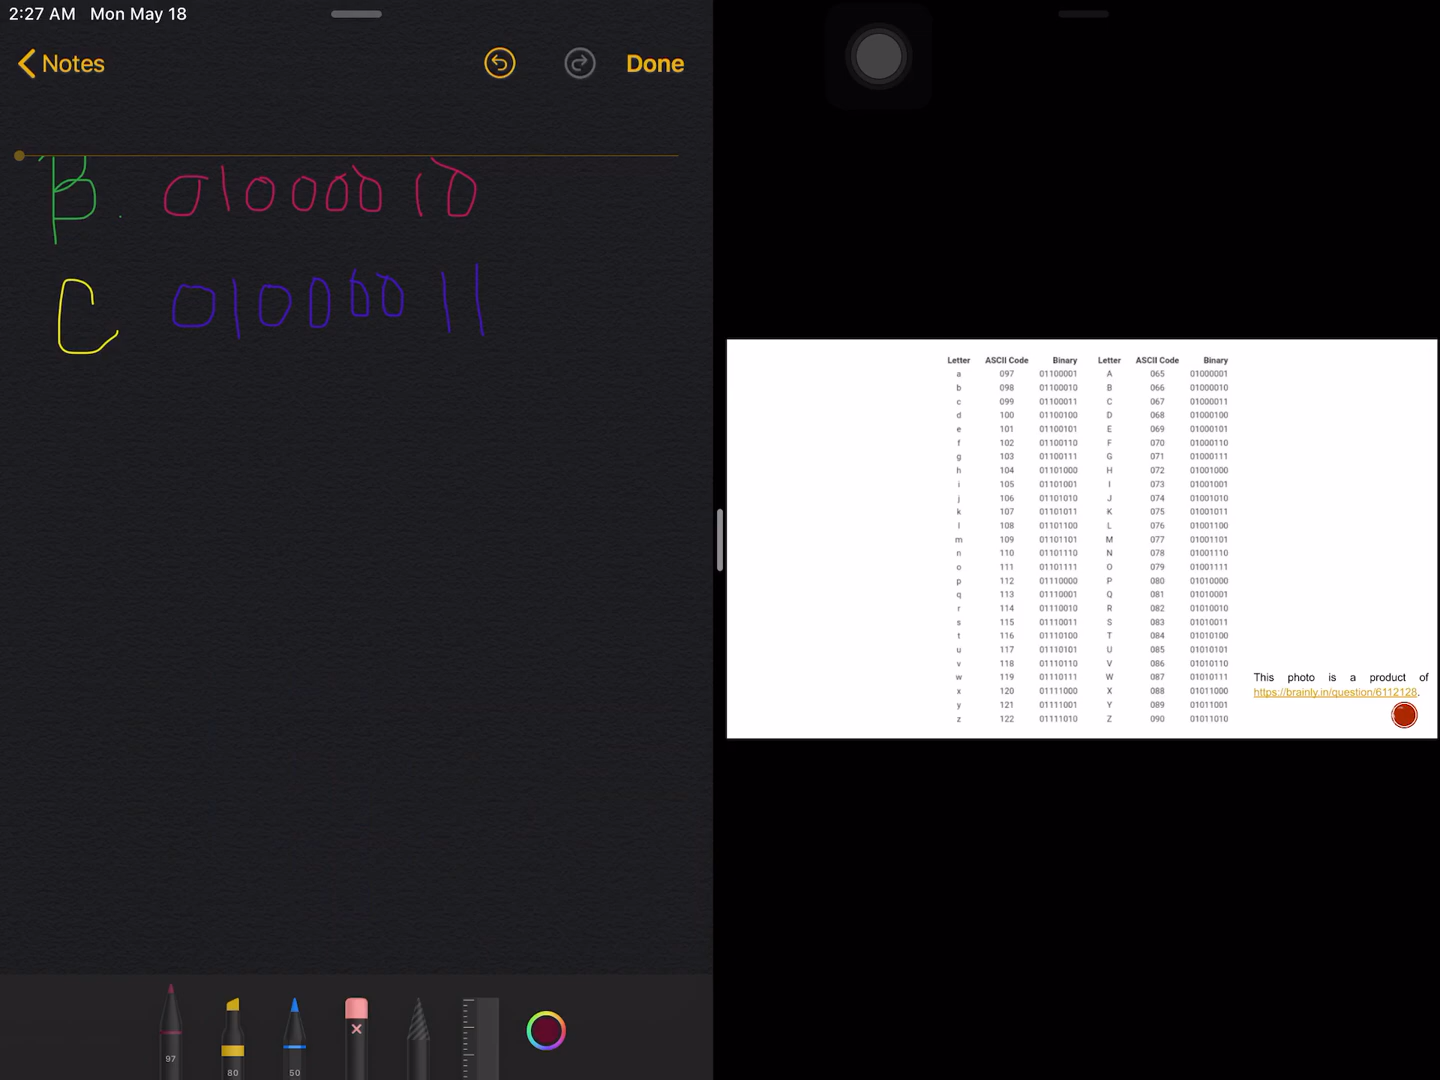 2:27 AM Mon May 18
Notes
Done
B. 01000010
C 01000011
97
80
50
Letter ASCII Code Binary Letter ASCII Code Binary
a 097 01100001 A 065 01000001
b 098 01100010 B 066 01000010
c 099 01100011 C 067 01000011
d 100 01100100 D 068 01000100
e 101 01100101 E 069 01000101
f 102 01100110 F 070 01000110
g 103 01100111 G 071 01000111
h 104 01101000 H 072 01001000
i 105 01101001 I 073 01001001
j 106 01101010 J 074 01001010
k 107 01101011 K 075 01001011
l 108 01101100 L 076 01001100
m 109 01101101 M 077 01001101
n 110 01101110 N 078 01001110
o 111 01101111 O 079 01001111
p 112 01110000 P 080 01010000
q 113 01110001 Q 081 01010001
r 114 01110010 R 082 01010010
s 115 01110011 S 083 01010011
t 116 01110100 T 084 01010100
u 117 01110101 U 085 01010101
v 118 01110110 V 086 01010110
w 119 01110111 W 087 01010111
x 120 01111000 X 088 01011000
y 121 01111001 Y 089 01011001
z 122 01111010 Z 090 01011010
This photo is a product of
https://brainly.in/question/6112128.